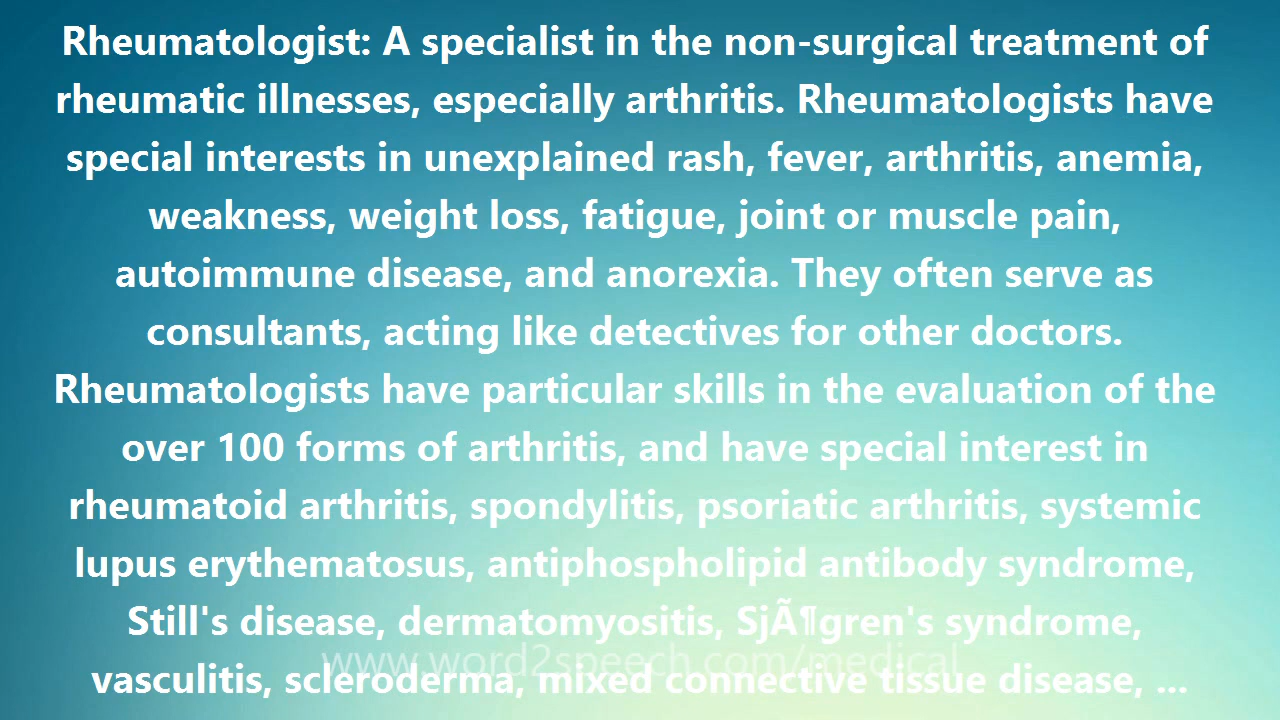 Rheumatologist: A specialist in the non-surgical treatment of
rheumatic illnesses, especially arthritis. Rheumatologists have
special interests in unexplained rash, fever, arthritis, anemia,
weakness, weight loss, fatigue, joint or muscle pain,
autoimmune disease, and anorexia. They often serve as
consultants, acting like detectives for other doctors.
Rheumatologists have particular skills in the evaluation of the
over 100 forms of arthritis, and have special interest in
rheumatoid arthritis, spondylitis, psoriatic arthritis, systemic
lupus erythematosus, antiphospholipid antibody syndrome,
Still's disease, dermatomyositis, SjÃ¶gren's syndrome,
www.word2speech.com/medical
vasculitis, scleroderma, mixed connective tissue disease, ...